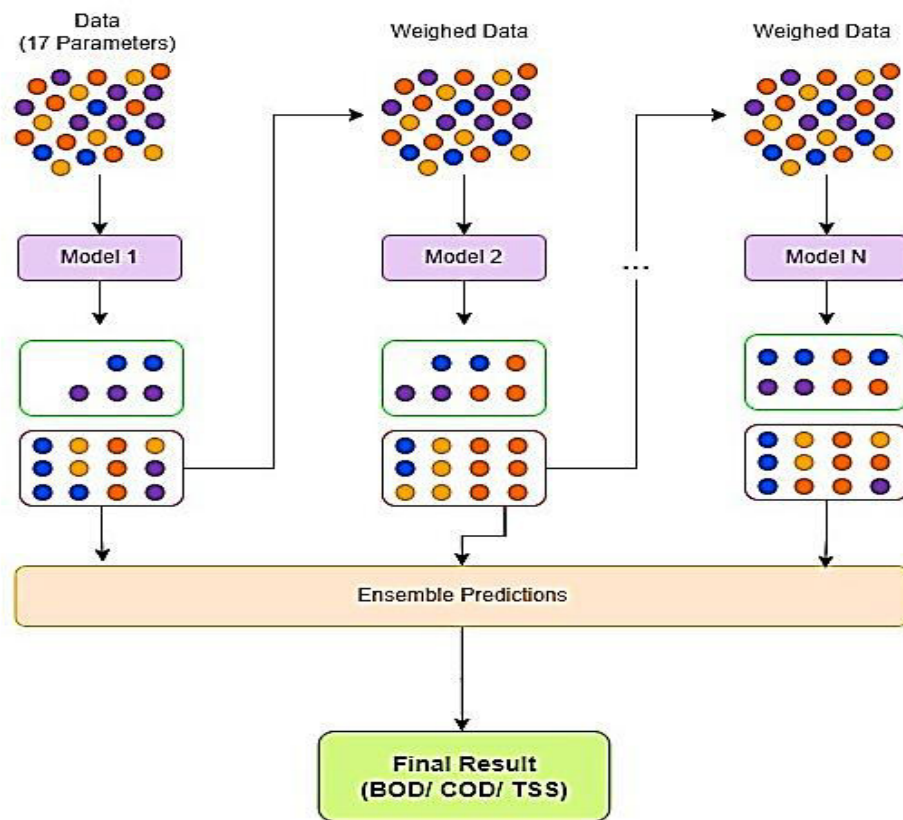 Data
(17 Parameters)
Weighed Data
Weighed Data
Model 1
Model 2
...
Model N
Ensemble Predictions
Final Result
(BOD/ COD/ TSS)